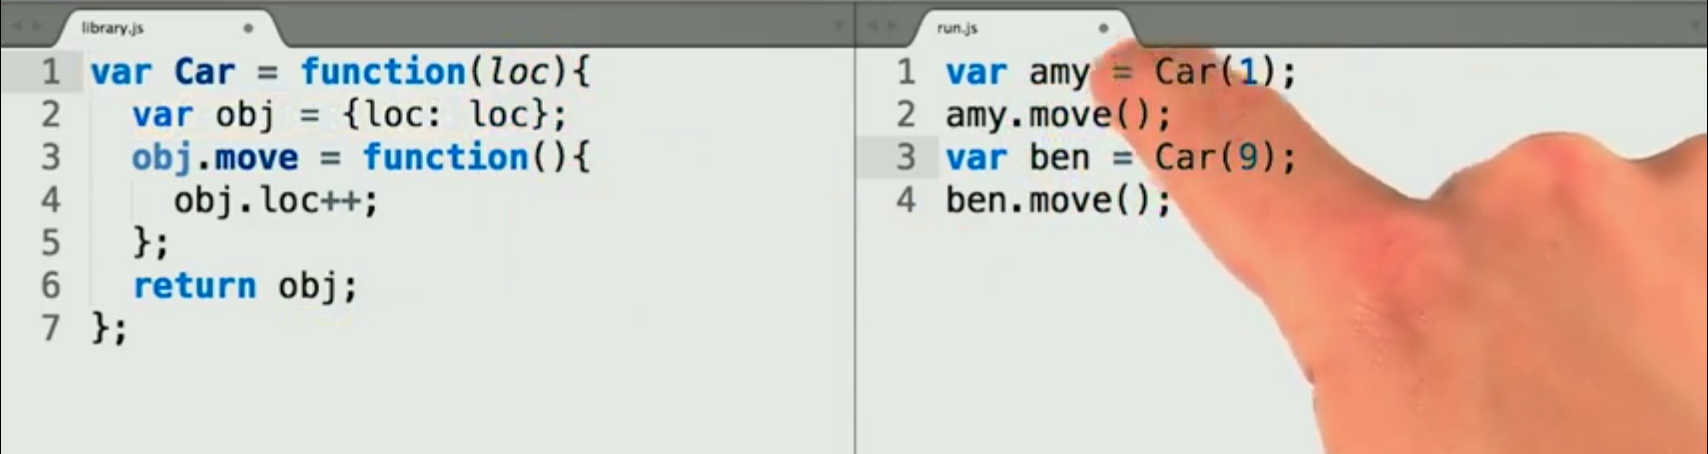 library.js
1 var Car = function(loc){
2   var obj = {loc: loc};
3   obj.move = function(){
4     obj.loc++;
5   };
6   return obj;
7 };
run.js
1 var amy = Car(1);
2 amy.move();
3 var ben = Car(9);
4 ben.move();